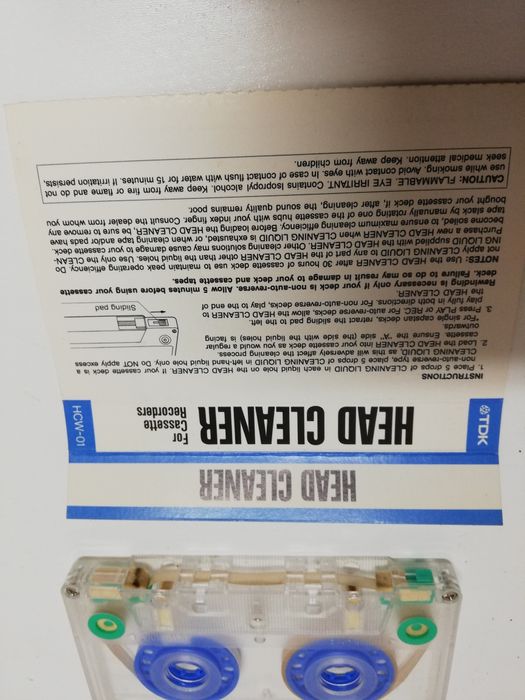 HEAD CLEANER
TDK
HEAD CLEANER
For
Cassette
Recorders
HCW-01
INSTRUCTIONS
1. Place 5 drops of CLEANING LIQUID in each liquid hole on the HEAD CLEANER. If your cassette deck is a
non-auto-reverse type, place 5 drops of CLEANING LIQUID in left-hand liquid hole only. Do NOT apply excess
CLEANING LIQUID, as this will adversely affect the cleaning process.
2. Load the HEAD CLEANER into your cassette deck as you would a regular
cassette. Ensure the "A" side (the side with the liquid holes) is facing
outwards.
*For single capstan decks, retract the sliding pad to the left.
3. Press PLAY or REC. For auto-reverse decks, allow the HEAD CLEANER to
play fully in both directions. For non-auto-reverse decks, play to the end of
the HEAD CLEANER.
Sliding pad
Rewinding is necessary only if your deck is non-auto-reverse. Allow 5 minutes before using your cassette
deck. Failure to do so may result in damage to your deck and cassette tapes.
NOTES: Use the HEAD CLEANER after 30 hours of cassette deck use to maintain peak operating efficiency. Do
not apply CLEANING LIQUID to any part of the HEAD CLEANER other than the liquid holes. Use only the CLEAN-
ING LIQUID supplied with the HEAD CLEANER. Other cleaning solutions may cause damage to your cassette deck.
Purchase a new HEAD CLEANER when CLEANING LIQUID is exhausted, or when cleaning tape and/or pads have
become soiled, to ensure maximum cleaning efficiency. Before loading the HEAD CLEANER, be sure to remove any
tape slack by manually rotating one of the cassette hubs with your index finger. Consult the dealer from whom you
bought your cassette deck if, after cleaning, the sound quality remains poor.
CAUTION: FLAMMABLE. EYE IRRITANT. Contains isopropyl alcohol. Keep away from fire or flame and do not
use while smoking. Avoid contact with eyes. In case of contact flush with water for 15 minutes. If irritation persists,
seek medical attention. Keep away from children.